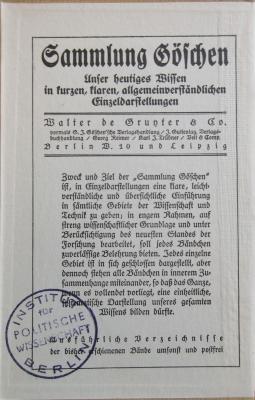 Sammlung Göschen
Unser heutiges Wissen
in kurzen, klaren, allgemeinverständlichen
Einzeldarstellungen
Walter de Gruyter & Co.
vormals G. J. Göschen'sche Verlagshandlung / J. Guttentag, Verlags-
buchhandlung / Georg Reimer / Karl J. Trübner / Veit & Comp.
Berlin W. 10 und Leipzig
Zweck und Ziel der „Sammlung Göschen"
ist, in Einzeldarstellungen eine klare, leicht-
verständliche und übersichtliche Einführung
in sämtliche Gebiete der Wissenschaft und
Technik zu geben; in engem Rahmen, auf
streng wissenschaftlicher Grundlage und unter
Berücksichtigung des neuesten Standes der
Forschung bearbeitet, soll jedes Bändchen
zuverlässige Belehrung bieten. Jedes einzelne
Gebiet ist in sich geschlossen dargestellt, aber
dennoch stehen alle Bändchen in innerem Zu-
sammenhange miteinander, so daß das Ganze,
wenn es vollendet vorliegt, eine einheitliche,
systematische Darstellung unseres gesamten
Wissens bilden dürfte.
Ausführliche Verzeichnisse
der bisher erschienenen Bände umsonst und postfrei
INSTITUT
für
POLITISCHE
WISSENSCHAFT
BERLIN